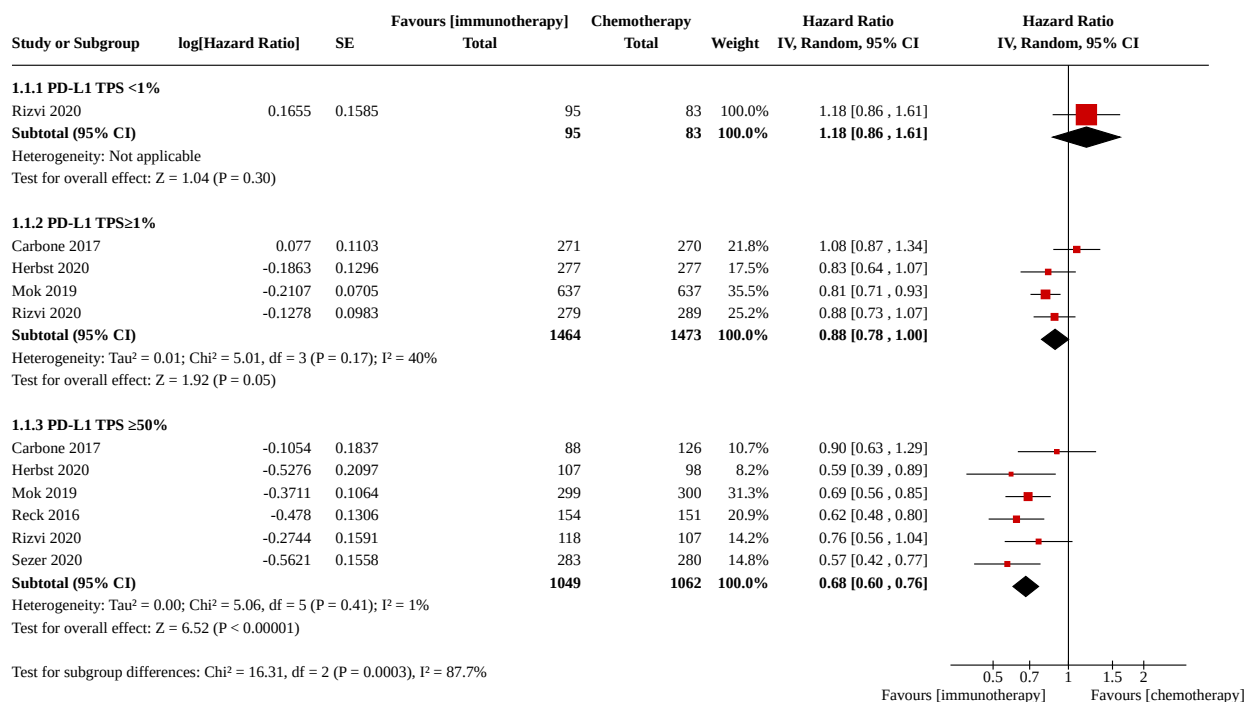 Favours [immunotherapy] Chemotherapy Hazard Ratio Hazard Ratio
Study or Subgroup log[Hazard Ratio] SE Total Total Weight IV, Random, 95% CI IV, Random, 95% CI
1.1.1 PD-L1 TPS <1%
Rizvi 2020 0.1655 0.1585 95 83 100.0% 1.18 [0.86 , 1.61]
Subtotal (95% CI) 95 83 100.0% 1.18 [0.86 , 1.61]
Heterogeneity: Not applicable
Test for overall effect: Z = 1.04 (P = 0.30)
1.1.2 PD-L1 TPS≥1%
Carbone 2017 0.077 0.1103 271 270 21.8% 1.08 [0.87 , 1.34]
Herbst 2020 -0.1863 0.1296 277 277 17.5% 0.83 [0.64 , 1.07]
Mok 2019 -0.2107 0.0705 637 637 35.5% 0.81 [0.71 , 0.93]
Rizvi 2020 -0.1278 0.0983 279 289 25.2% 0.88 [0.73 , 1.07]
Subtotal (95% CI) 1464 1473 100.0% 0.88 [0.78 , 1.00]
Heterogeneity: Tau² = 0.01; Chi² = 5.01, df = 3 (P = 0.17); I² = 40%
Test for overall effect: Z = 1.92 (P = 0.05)
1.1.3 PD-L1 TPS ≥50%
Carbone 2017 -0.1054 0.1837 88 126 10.7% 0.90 [0.63 , 1.29]
Herbst 2020 -0.5276 0.2097 107 98 8.2% 0.59 [0.39 , 0.89]
Mok 2019 -0.3711 0.1064 299 300 31.3% 0.69 [0.56 , 0.85]
Reck 2016 -0.478 0.1306 154 151 20.9% 0.62 [0.48 , 0.80]
Rizvi 2020 -0.2744 0.1591 118 107 14.2% 0.76 [0.56 , 1.04]
Sezer 2020 -0.5621 0.1558 283 280 14.8% 0.57 [0.42 , 0.77]
Subtotal (95% CI) 1049 1062 100.0% 0.68 [0.60 , 0.76]
Heterogeneity: Tau² = 0.00; Chi² = 5.06, df = 5 (P = 0.41); I² = 1%
Test for overall effect: Z = 6.52 (P < 0.00001)
Test for subgroup differences: Chi² = 16.31, df = 2 (P = 0.0003), I² = 87.7%
0.5 0.7 1 1.5 2
Favours [immunotherapy] Favours [chemotherapy]